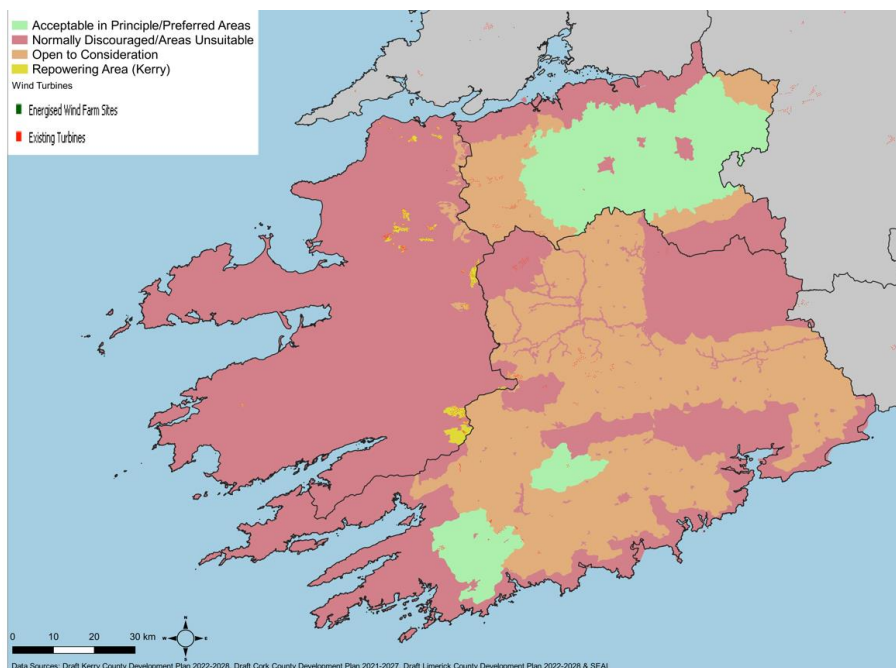 Acceptable in Principle/Preferred Areas
Normally Discouraged/Areas Unsuitable
Open to Consideration
Repowering Area (Kerry)
Wind Turbines
Energised Wind Farm Sites
Existing Turbines
N
W E
S
0 10 20 30 km
Data Sources: Draft Kerry County Development Plan 2022-2028, Draft Cork County Development Plan 2021-2027, Draft Limerick County Development Plan 2022-2028 & SEAI